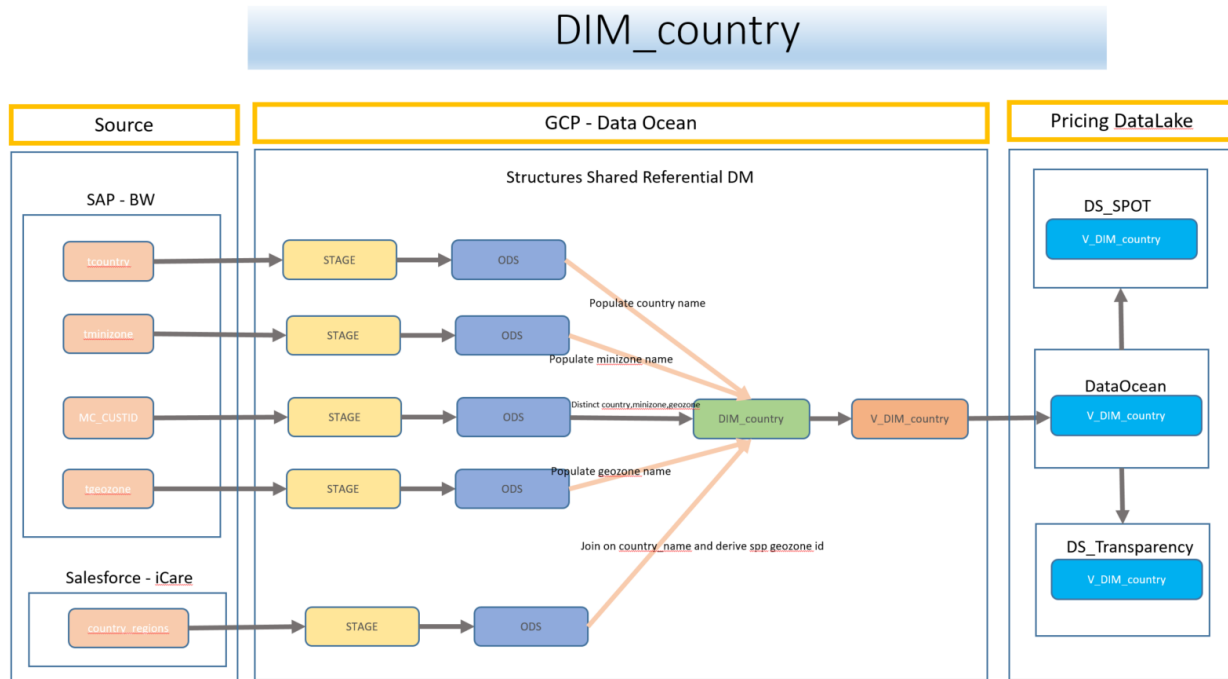 DIM_country
Source
GCP - Data Ocean
Pricing DataLake
Structures Shared Referential DM
SAP - BW
DS_SPOT
V_DIM_country
tcountry
STAGE
ODS
Populate country name
tminizone
STAGE
ODS
Populate minizone name
DataOcean
MC_CUSTID
STAGE
ODS
Distinct country,minizone,geozone
DIM_country
V_DIM_country
V_DIM_country
Populate geozone name
tgeozone
STAGE
ODS
Join on country_name and derive spp geozone id
DS_Transparency
V_DIM_country
Salesforce - iCare
country_regions
STAGE
ODS